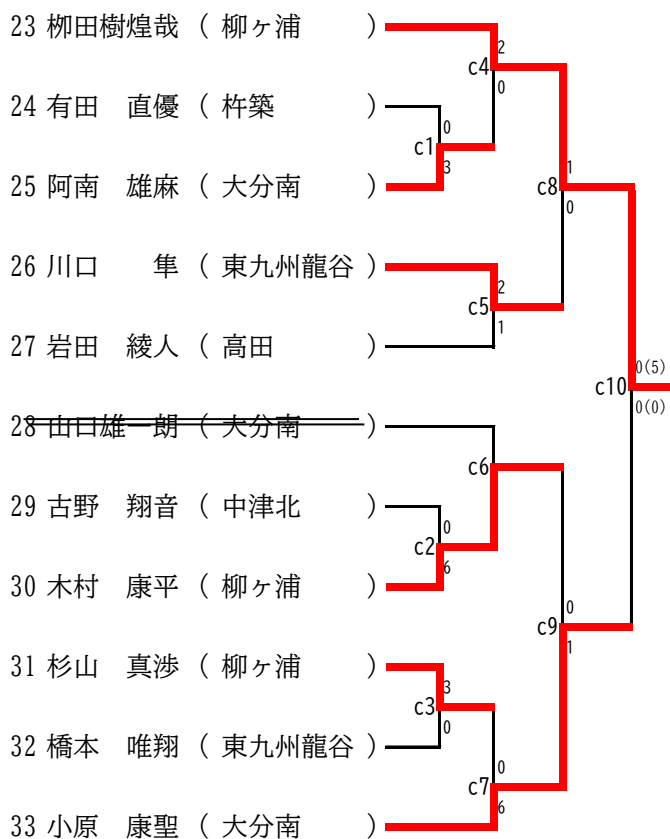 23 栁田樹煌哉 ( 柳ヶ浦 )
2
c4
0
24 有田 直優 ( 杵築 )
0
c1
3
25 阿南 雄麻 ( 大分南 )
1
c8
0
26 川口 隼 ( 東九州龍谷 )
2
c5
1
27 岩田 綾人 ( 高田 )
0(5)
c10
0(0)
28 山口雄一朗 ( 大分南 )
c6
29 古野 翔音 ( 中津北 )
0
c2
6
30 木村 康平 ( 柳ヶ浦 )
0
c9
1
31 杉山 真渉 ( 柳ヶ浦 )
3
c3
0
32 橋本 唯翔 ( 東九州龍谷 )
0
c7
6
33 小原 康聖 ( 大分南 )